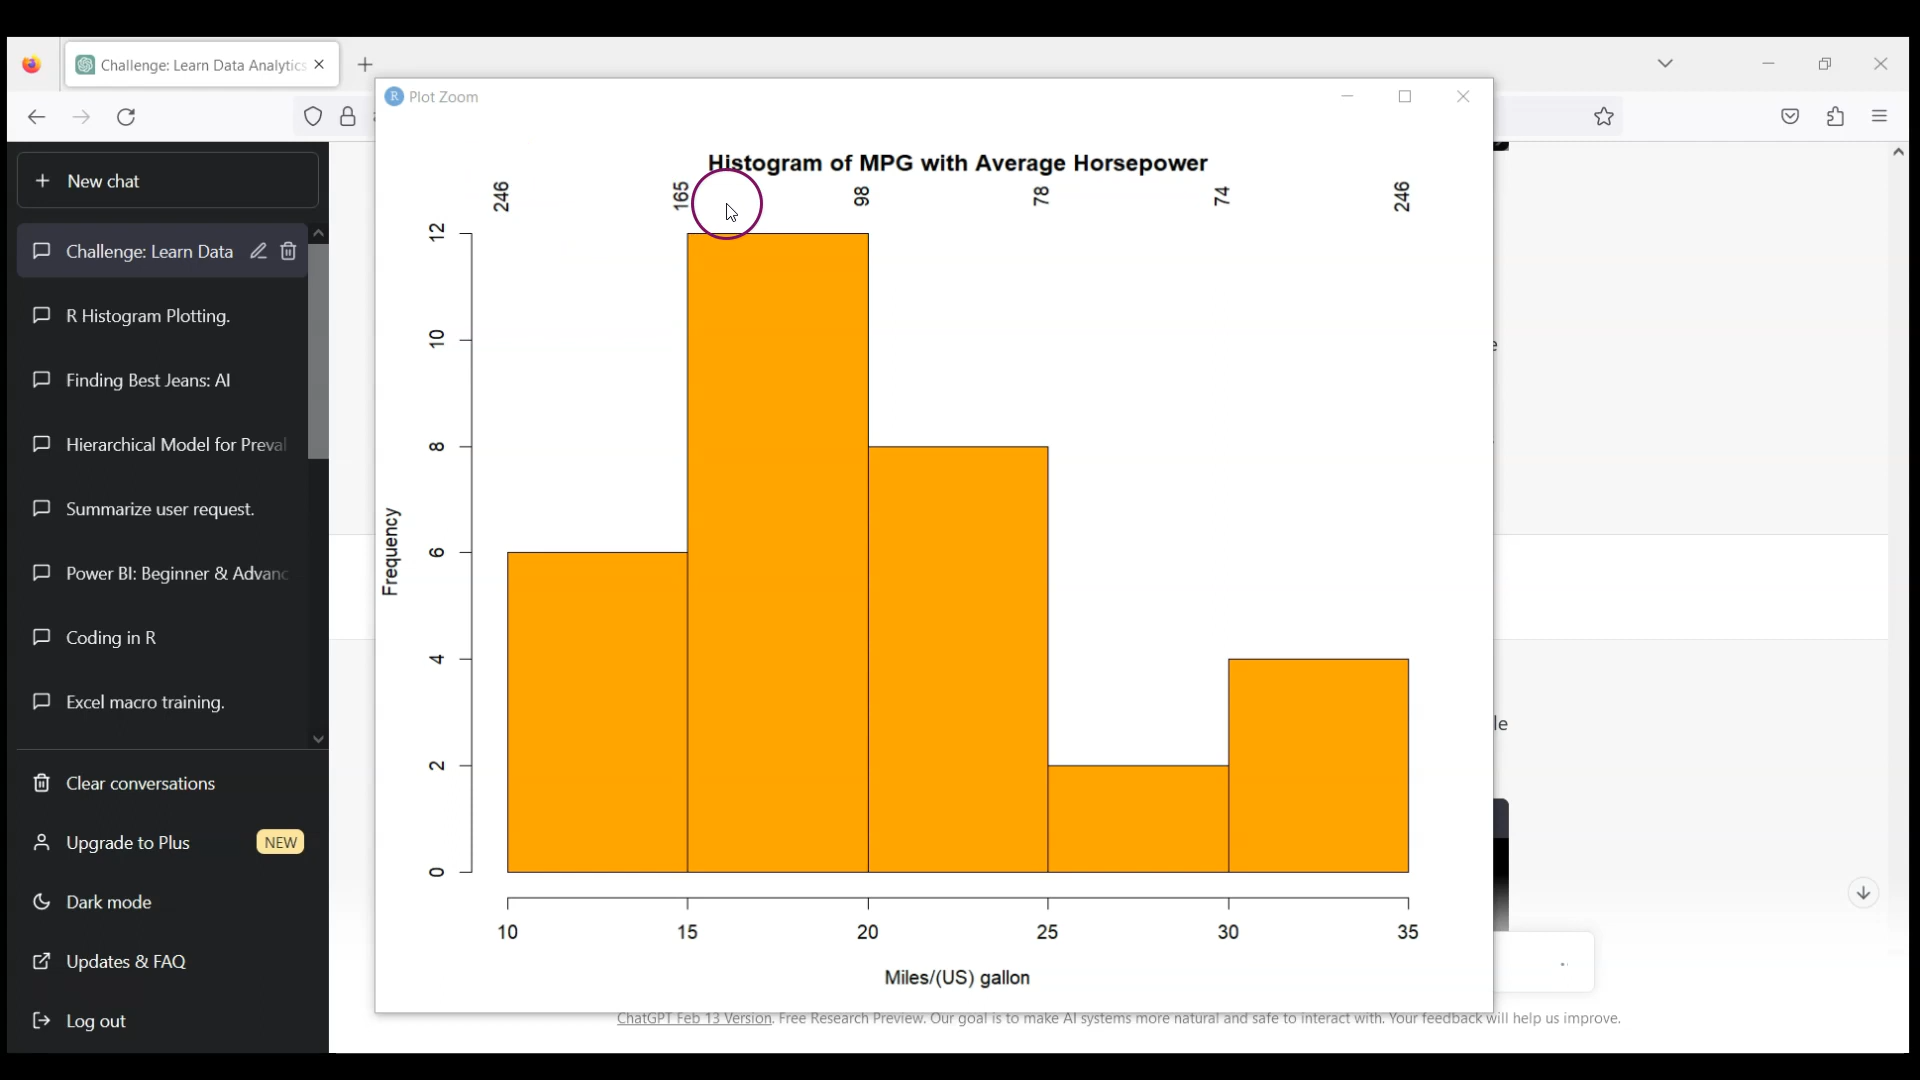 Challenge: Learn Data Analytics
Plot Zoom
New chat
Challenge: Learn Data
R Histogram Plotting.
Finding Best Jeans: AI
Hierarchical Model for Preval
Summarize user request.
Power BI: Beginner & Advanc
Coding in R
Excel macro training.
Clear conversations
Upgrade to Plus NEW
Dark mode
Updates & FAQ
Log out
Histogram of MPG with Average Horsepower
246 165 98 78 74 246
12
10
8
6
4
2
0
Frequency
10 15 20 25 30 35
Miles/(US) gallon
e
le
ChatGPT Feb 13 Version. Free Research Preview. Our goal is to make AI systems more natural and safe to interact with. Your feedback will help us improve.